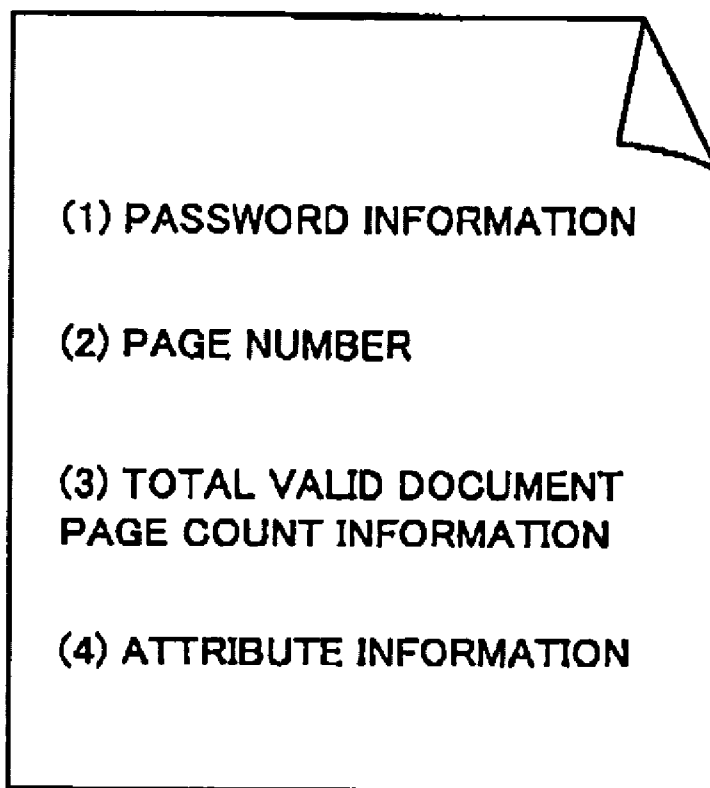 (1) PASSWORD INFORMATION
(2) PAGE NUMBER
(3) TOTAL VALID DOCUMENT
PAGE COUNT INFORMATION
(4) ATTRIBUTE INFORMATION